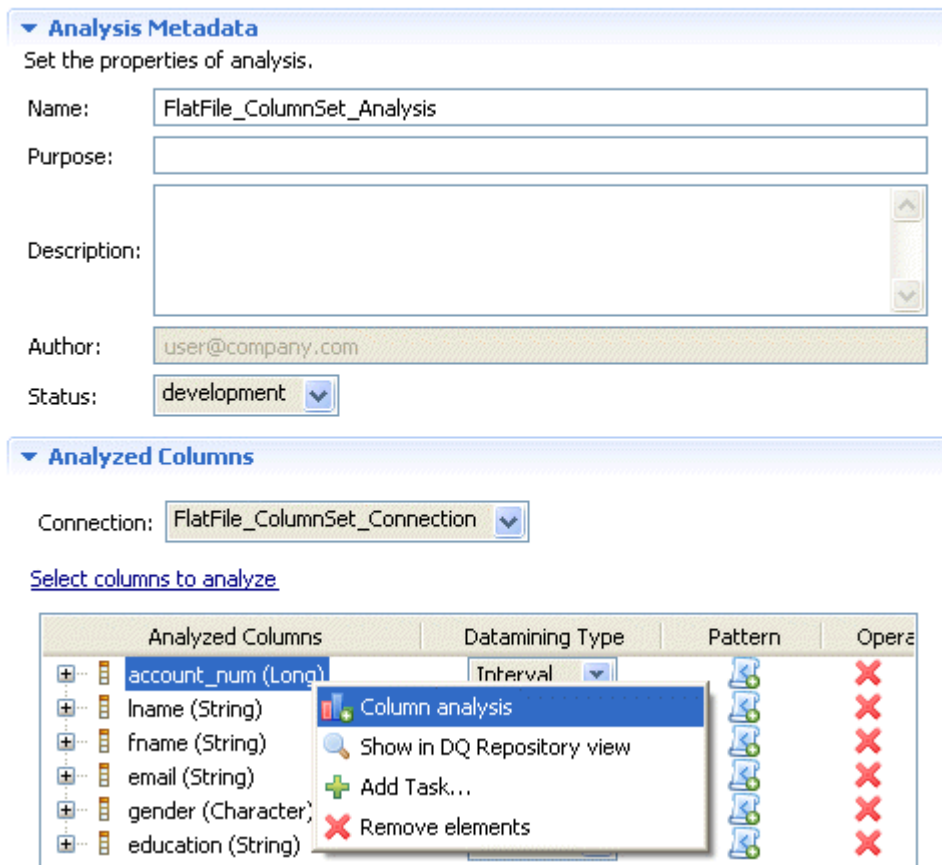 Analysis Metadata
Set the properties of analysis.
Name: FlatFile_ColumnSet_Analysis
Purpose:
Description:
Author: user@company.com
Status: development
Analyzed Columns
Connection: FlatFile_ColumnSet_Connection
Select columns to analyze
Analyzed Columns Datamining Type Pattern Opera
account_num (Long) Interval
lname (String)
fname (String)
email (String)
gender (Character)
education (String)
Column analysis
Show in DQ Repository view
Add Task...
Remove elements